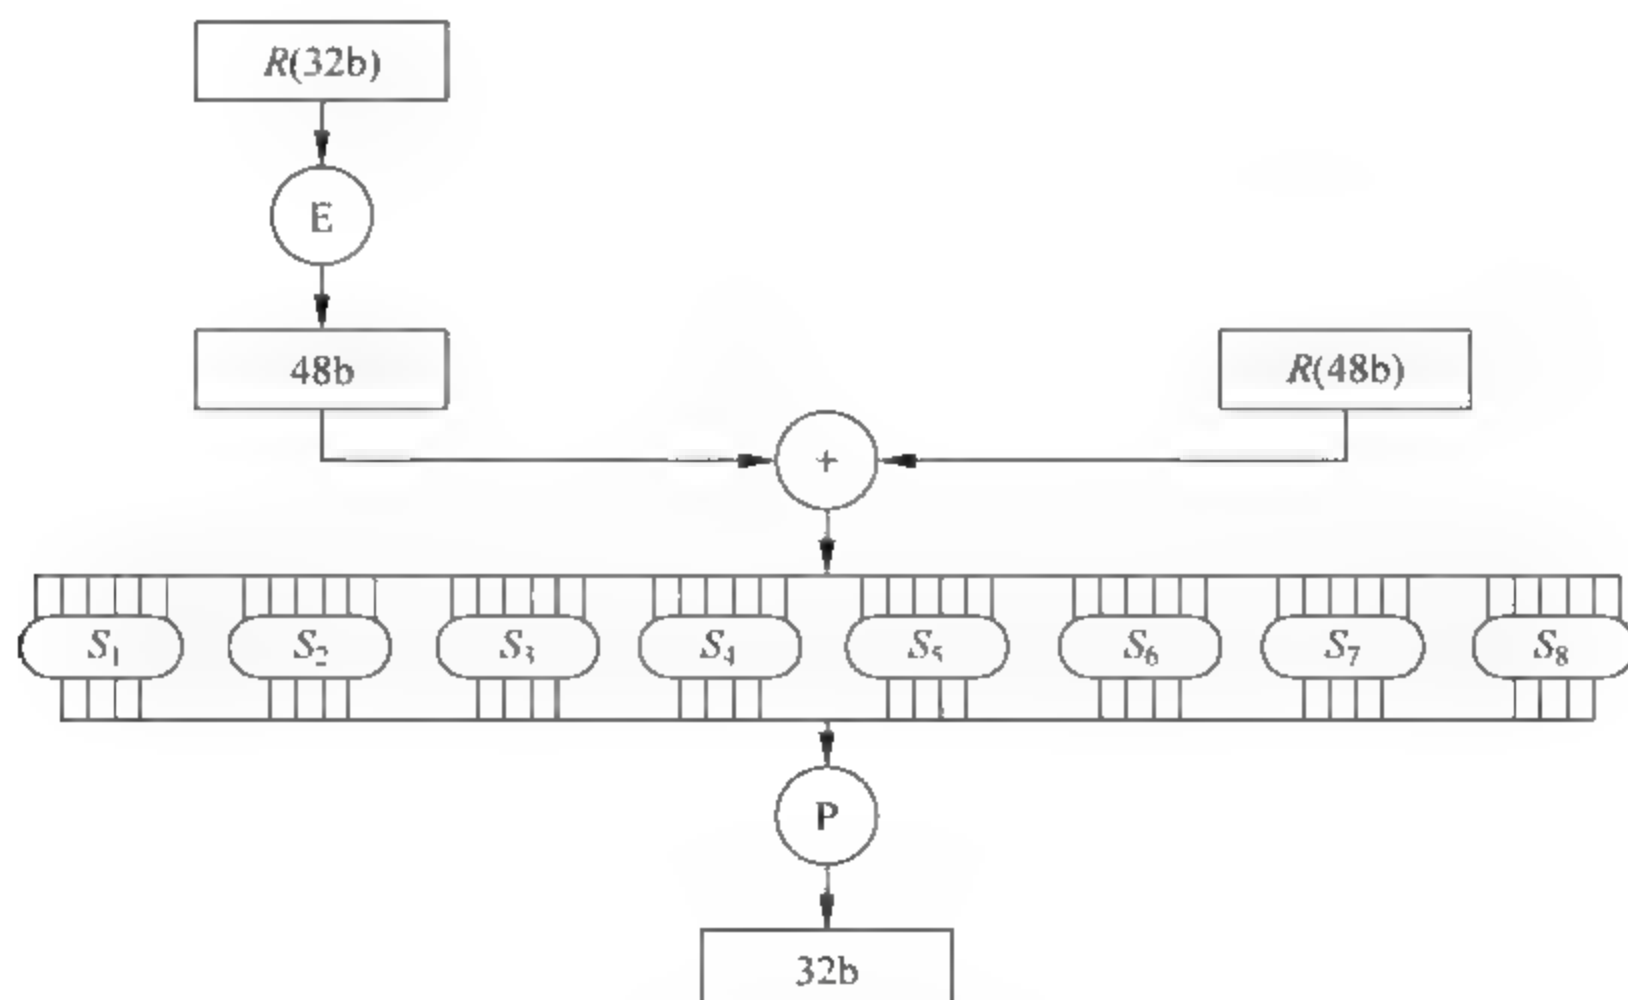 R(32b)
E
48b
R(48b)
+
S₁ S₂ S₃ S₄ S₅ S₆ S₇ S₈
P
32b